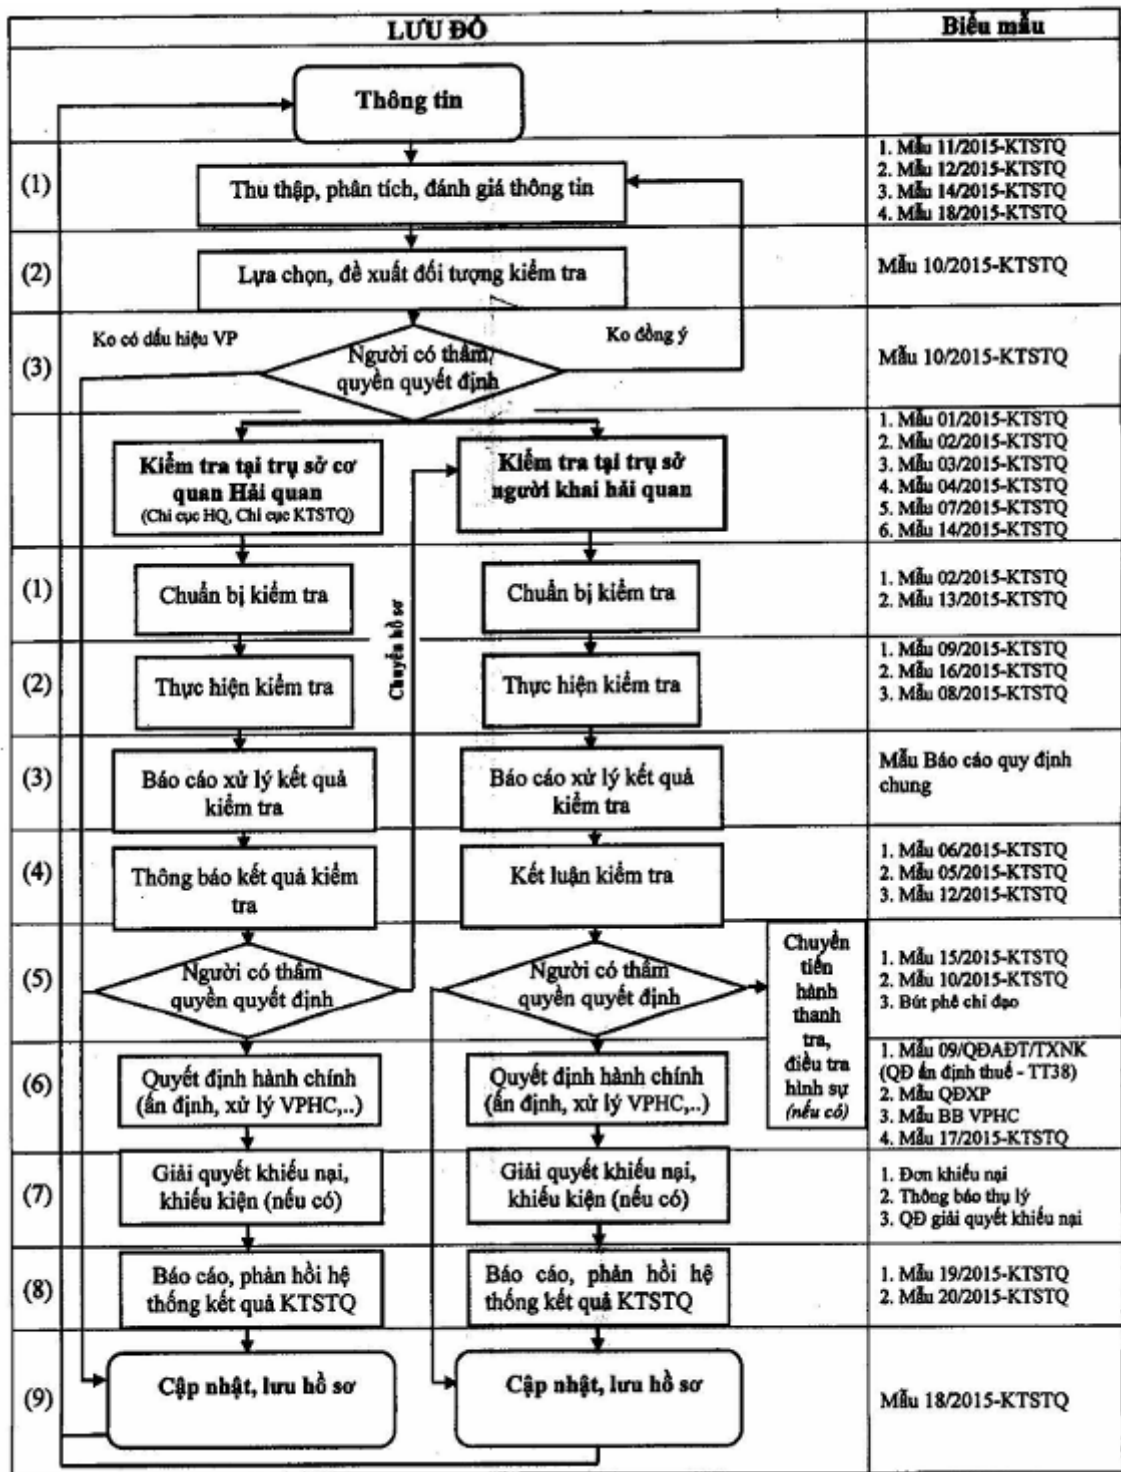 LƯU ĐỒ
Biểu mẫu
Thông tin
(1)
Thu thập, phân tích, đánh giá thông tin
1. Mẫu 11/2015-KTSTQ
2. Mẫu 12/2015-KTSTQ
3. Mẫu 14/2015-KTSTQ
4. Mẫu 18/2015-KTSTQ
(2)
Lựa chọn, đề xuất đối tượng kiểm tra
Mẫu 10/2015-KTSTQ
(3)
Ko có dấu hiệu VP
Người có thẩm
quyền quyết định
Ko đồng ý
Mẫu 10/2015-KTSTQ
Kiểm tra tại trụ sở cơ
quan Hải quan
(Chi cục HQ, Chi cục KTSTQ)
Kiểm tra tại trụ sở
người khai hải quan
1. Mẫu 01/2015-KTSTQ
2. Mẫu 02/2015-KTSTQ
3. Mẫu 03/2015-KTSTQ
4. Mẫu 04/2015-KTSTQ
5. Mẫu 07/2015-KTSTQ
6. Mẫu 14/2015-KTSTQ
(1)
Chuẩn bị kiểm tra
Chuyển hồ sơ
Chuẩn bị kiểm tra
1. Mẫu 02/2015-KTSTQ
2. Mẫu 13/2015-KTSTQ
(2)
Thực hiện kiểm tra
Thực hiện kiểm tra
1. Mẫu 09/2015-KTSTQ
2. Mẫu 16/2015-KTSTQ
3. Mẫu 08/2015-KTSTQ
(3)
Báo cáo xử lý kết quả
kiểm tra
Báo cáo xử lý kết quả
kiểm tra
Mẫu Báo cáo quy định
chung
(4)
Thông báo kết quả kiểm
tra
Kết luận kiểm tra
1. Mẫu 06/2015-KTSTQ
2. Mẫu 05/2015-KTSTQ
3. Mẫu 12/2015-KTSTQ
(5)
Người có thẩm
quyền quyết định
Người có thẩm
quyền quyết định
Chuyển
tiến
hành
thanh
tra,
điều tra
hình sự
(nếu có)
1. Mẫu 15/2015-KTSTQ
2. Mẫu 10/2015-KTSTQ
3. Bút phê chỉ đạo
(6)
Quyết định hành chính
(ấn định, xử lý VPHC,..)
Quyết định hành chính
(ấn định, xử lý VPHC,..)
1. Mẫu 09/QĐAĐT/TXNK
(QĐ ấn định thuế - TT38)
2. Mẫu QĐXP
3. Mẫu BB VPHC
4. Mẫu 17/2015-KTSTQ
(7)
Giải quyết khiếu nại,
khiếu kiện (nếu có)
Giải quyết khiếu nại,
khiếu kiện (nếu có)
1. Đơn khiếu nại
2. Thông báo thụ lý
3. QĐ giải quyết khiếu nại
(8)
Báo cáo, phản hồi hệ
thống kết quả KTSTQ
Báo cáo, phản hồi hệ
thống kết quả KTSTQ
1. Mẫu 19/2015-KTSTQ
2. Mẫu 20/2015-KTSTQ
(9)
Cập nhật, lưu hồ sơ
Cập nhật, lưu hồ sơ
Mẫu 18/2015-KTSTQ